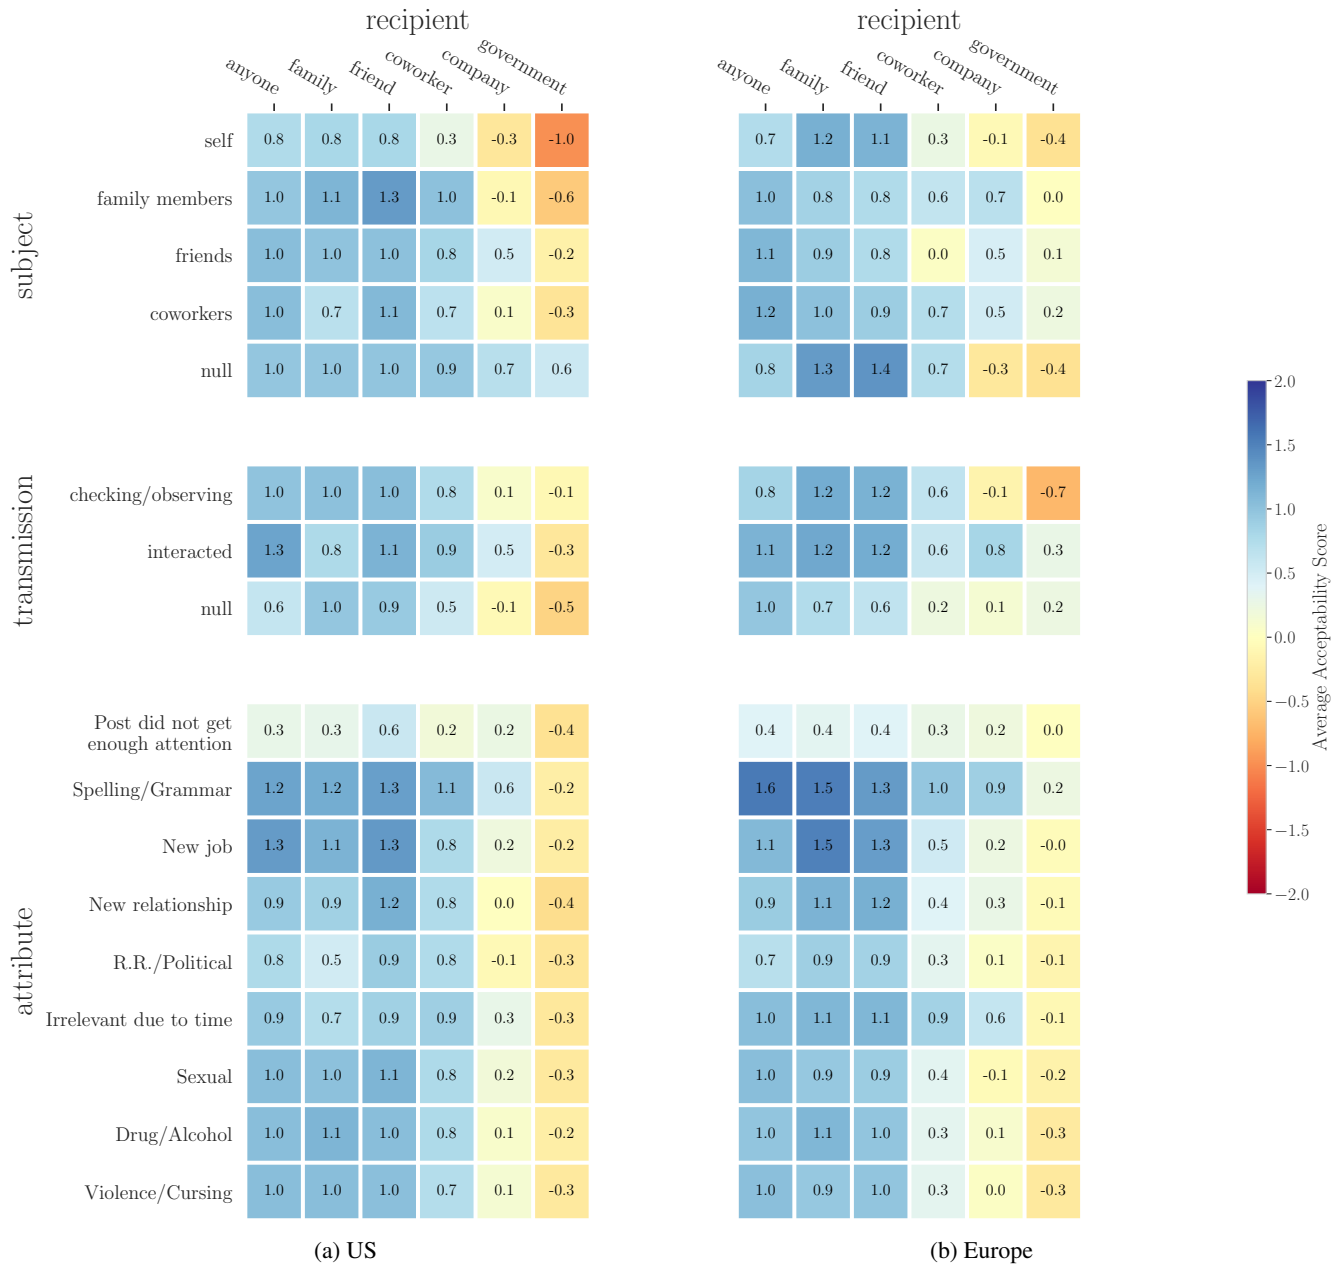 recipient
recipient
anyone family friend coworker company government
anyone family friend coworker company government
subject
self 0.8 0.8 0.8 0.3 -0.3 -1.0 0.7 1.2 1.1 0.3 -0.1 -0.4
family members 1.0 1.1 1.3 1.0 -0.1 -0.6 1.0 0.8 0.8 0.6 0.7 0.0
friends 1.0 1.0 1.0 0.8 0.5 -0.2 1.1 0.9 0.8 0.0 0.5 0.1
coworkers 1.0 0.7 1.1 0.7 0.1 -0.3 1.2 1.0 0.9 0.7 0.5 0.2
null 1.0 1.0 1.0 0.9 0.7 0.6 0.8 1.3 1.4 0.7 -0.3 -0.4
transmission
checking/observing 1.0 1.0 1.0 0.8 0.1 -0.1 0.8 1.2 1.2 0.6 -0.1 -0.7
interacted 1.3 0.8 1.1 0.9 0.5 -0.3 1.1 1.2 1.2 0.6 0.8 0.3
null 0.6 1.0 0.9 0.5 -0.1 -0.5 1.0 0.7 0.6 0.2 0.1 0.2
attribute
Post did not get
enough attention 0.3 0.3 0.6 0.2 0.2 -0.4 0.4 0.4 0.4 0.3 0.2 0.0
Spelling/Grammar 1.2 1.2 1.3 1.1 0.6 -0.2 1.6 1.5 1.3 1.0 0.9 0.2
New job 1.3 1.1 1.3 0.8 0.2 -0.2 1.1 1.5 1.3 0.5 0.2 -0.0
New relationship 0.9 0.9 1.2 0.8 0.0 -0.4 0.9 1.1 1.2 0.4 0.3 -0.1
R.R./Political 0.8 0.5 0.9 0.8 -0.1 -0.3 0.7 0.9 0.9 0.3 0.1 -0.1
Irrelevant due to time 0.9 0.7 0.9 0.9 0.3 -0.3 1.0 1.1 1.1 0.9 0.6 -0.1
Sexual 1.0 1.0 1.1 0.8 0.2 -0.3 1.0 0.9 0.9 0.4 -0.1 -0.2
Drug/Alcohol 1.0 1.1 1.0 0.8 0.1 -0.2 1.0 1.1 1.0 0.3 0.1 -0.3
Violence/Cursing 1.0 1.0 1.0 0.7 0.1 -0.3 1.0 0.9 1.0 0.3 0.0 -0.3
(a) US
(b) Europe
2.0
1.5
1.0
0.5
0.0
−0.5
−1.0
−1.5
−2.0
Average Acceptability Score